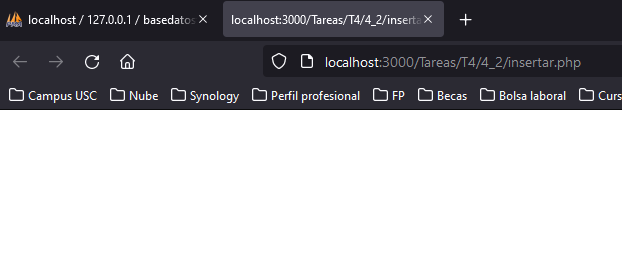 localhost / 127.0.0.1 / basedatos
localhost:3000/Tareas/T4/4_2/inserta
localhost:3000/Tareas/T4/4_2/insertar.php
Campus USC Nube Synology Perfil profesional FP Becas Bolsa laboral Curs